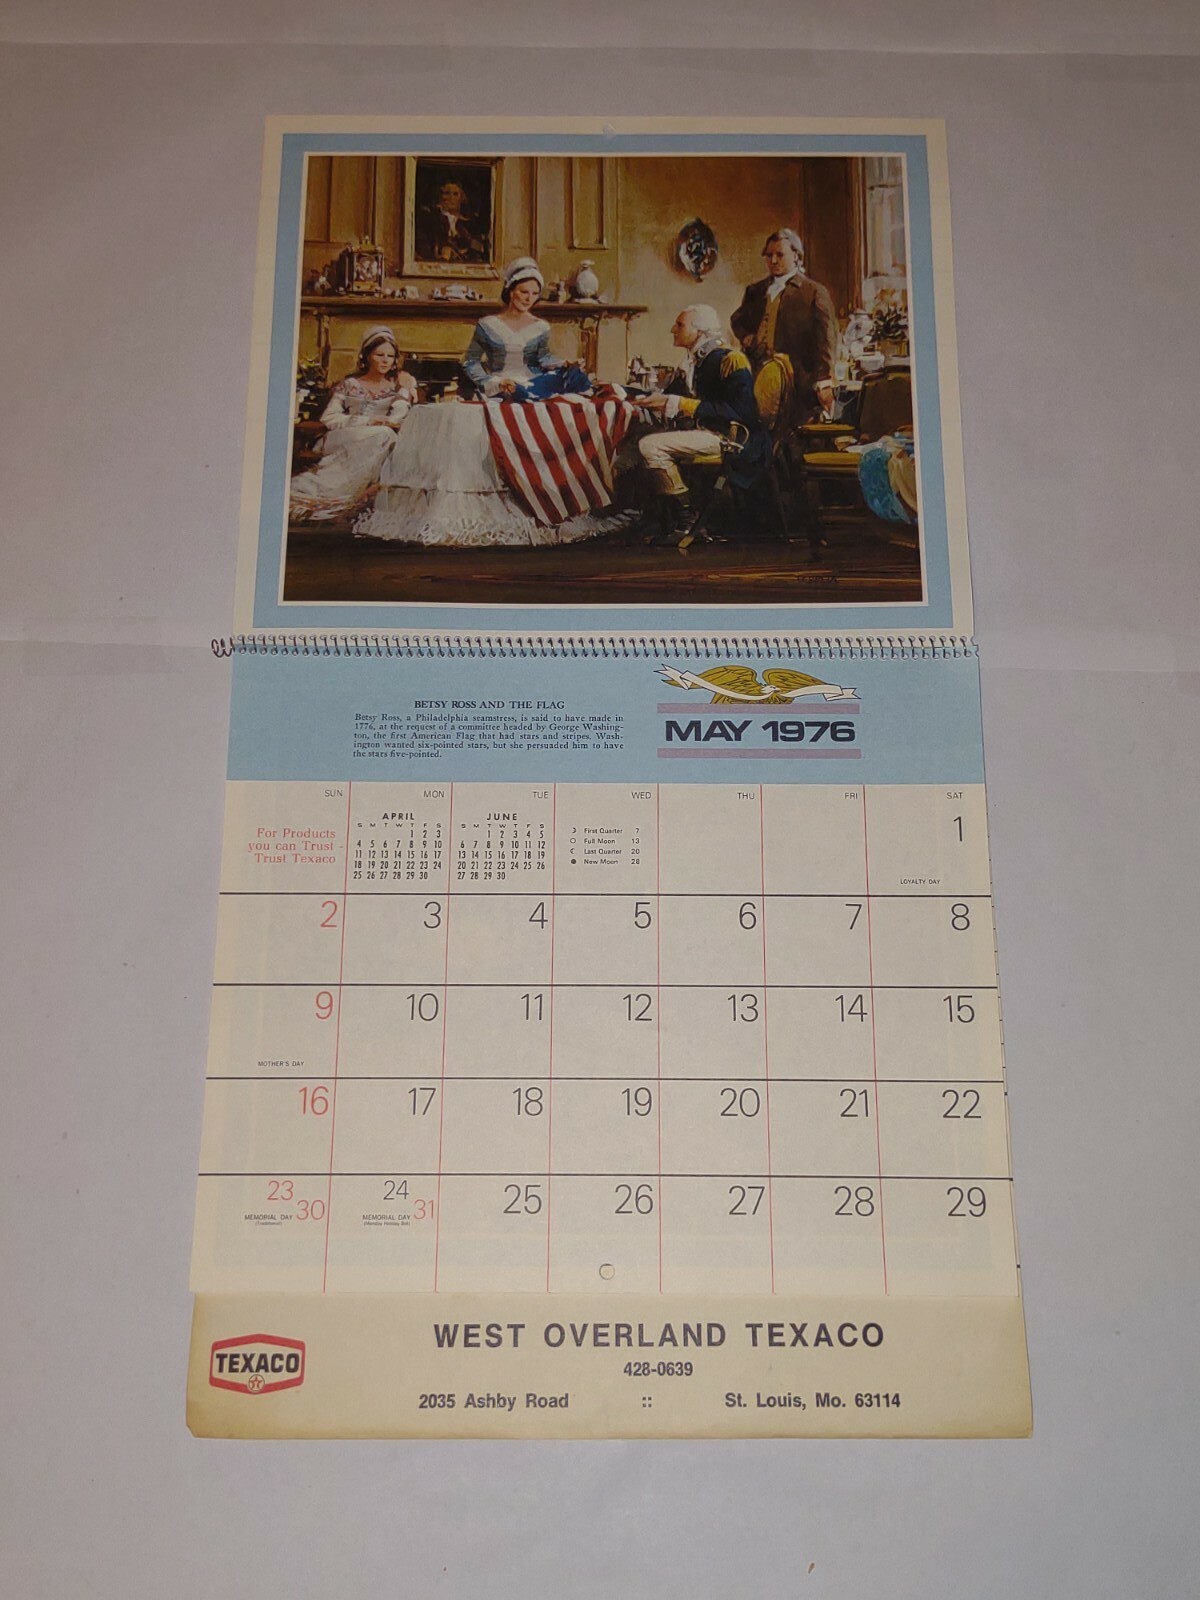 BETSY ROSS AND THE FLAG
Betsy Ross, a Philadelphia seamstress, is said to have made in
1776, at the request of a committee headed by George Washing-
ton, the first American Flag that had stars and stripes. Wash-
ington wanted six-pointed stars, but she persuaded him to have
the stars five-pointed.
MAY 1976
SUN MON TUE WED THU FRI SAT
For Products
you can Trust -
Trust Texaco
APRIL
S M T W T F S
1 2 3
4 5 6 7 8 9 10
11 12 13 14 15 16 17
18 19 20 21 22 23 24
25 26 27 28 29 30
JUNE
S M T W T F S
1 2 3 4 5
6 7 8 9 10 11 12
13 14 15 16 17 18 19
20 21 22 23 24 25 26
27 28 29 30
First Quarter 7
Full Moon 13
Last Quarter 20
New Moon 28
1
LOYALTY DAY
2 3 4 5 6 7 8
9 10 11 12 13 14 15
MOTHER'S DAY
16 17 18 19 20 21 22
23 30 24 31 25 26 27 28 29
MEMORIAL DAY
(Traditional)
MEMORIAL DAY
(Monday Holiday Bill)
TEXACO
T
WEST OVERLAND TEXACO
428-0639
2035 Ashby Road :: St. Louis, Mo. 63114